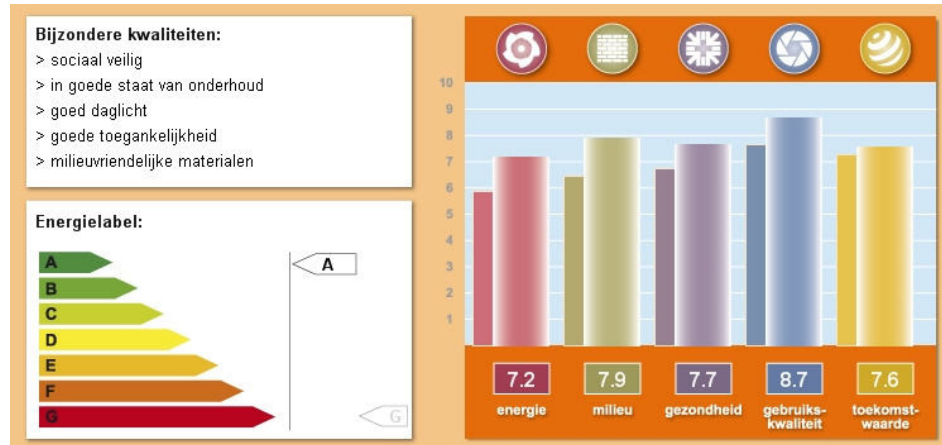 Bijzondere kwaliteiten:
> sociaal veilig
> in goede staat van onderhoud
> goed daglicht
> goede toegankelijkheid
> milieuvriendelijke materialen
Energielabel:
A
A
B
C
D
E
F
G
G
10
9
8
7
6
5
4
3
2
1
7.2
7.9
7.7
8.7
7.6
energie
milieu
gezondheid
gebruiks-
kwaliteit
toekomst-
waarde